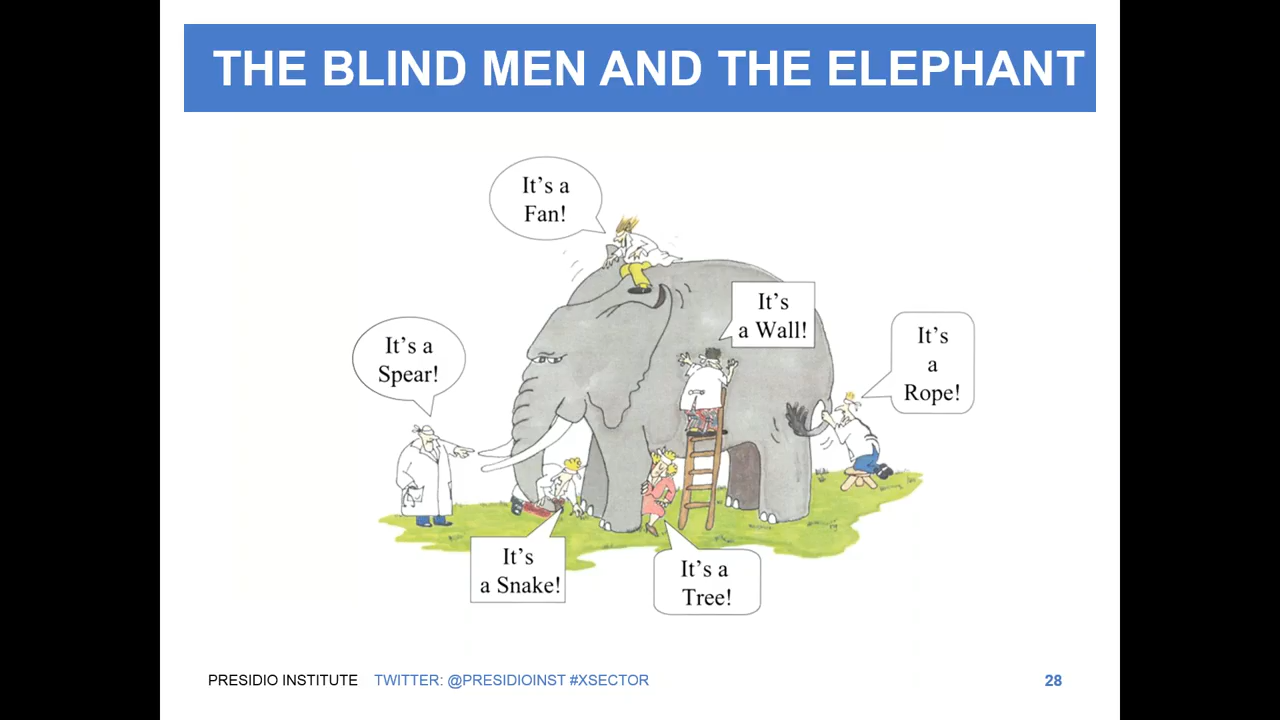 THE BLIND MEN AND THE ELEPHANT
It's a
Fan!
It's
a Wall!
It's a
Spear!
It's
a
Rope!
It's
a Snake!
It's a
Tree!
PRESIDIO INSTITUTE TWITTER: @PRESIDIOINST #XSECTOR
28